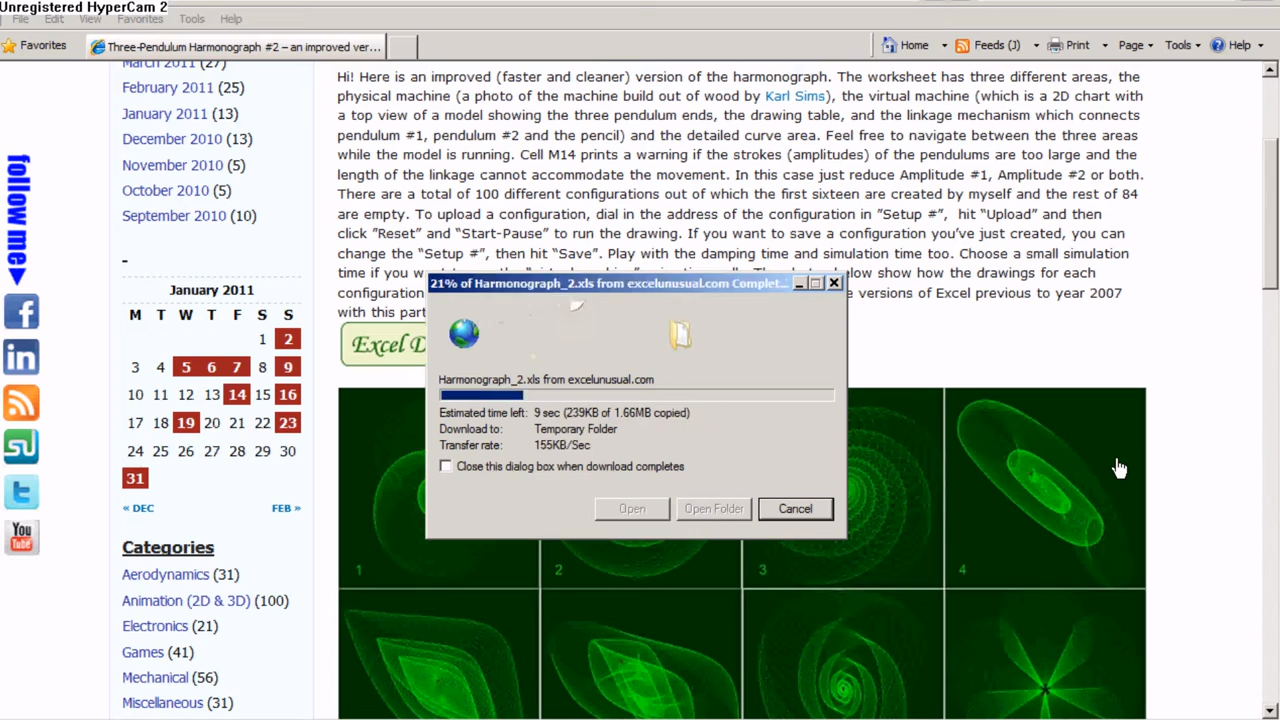 Unregistered HyperCam 2
File Edit View Favorites Tools Help
Favorites
Three-Pendulum Harmonograph #2 – an improved ver...
Home Feeds (J) Print Page Tools Help
March 2011 (27)
February 2011 (25)
January 2011 (13)
December 2010 (13)
November 2010 (5)
October 2010 (5)
September 2010 (10)
-
January 2011
M T W T F S S
1 2
3 4 5 6 7 8 9
10 11 12 13 14 15 16
17 18 19 20 21 22 23
24 25 26 27 28 29 30
31
« DEC FEB »
Categories
Aerodynamics (31)
Animation (2D & 3D) (100)
Electronics (21)
Games (41)
Mechanical (56)
Miscellaneous (31)
follow me
You
Tube
Hi! Here is an improved (faster and cleaner) version of the harmonograph. The worksheet has three different areas, the
physical machine (a photo of the machine build out of wood by Karl Sims), the virtual machine (which is a 2D chart with
a top view of a model showing the three pendulum ends, the drawing table, and the linkage mechanism which connects
pendulum #1, pendulum #2 and the pencil) and the detailed curve area. Feel free to navigate between the three areas
while the model is running. Cell M14 prints a warning if the strokes (amplitudes) of the pendulums are too large and the
length of the linkage cannot accommodate the movement. In this case just reduce Amplitude #1, Amplitude #2 or both.
There are a total of 100 different configurations out of which the first sixteen are created by myself and the rest of 84
are empty. To upload a configuration, dial in the address of the configuration in ”Setup #”, hit “Upload” and then
click ”Reset” and “Start-Pause” to run the drawing. If you want to save a configuration you’ve just created, you can
change the “Setup #”, then hit “Save”. Play with the damping time and simulation time too. Choose a small simulation
time if you w
configuration e versions of Excel previous to year 2007
with this part
Excel D
21% of Harmonograph_2.xls from excelunusual.com Complet...
Harmonograph_2.xls from excelunusual.com
Estimated time left: 9 sec (239KB of 1.66MB copied)
Download to: Temporary Folder
Transfer rate: 155KB/Sec
Close this dialog box when download completes
Open Open Folder Cancel
1 2 3 4